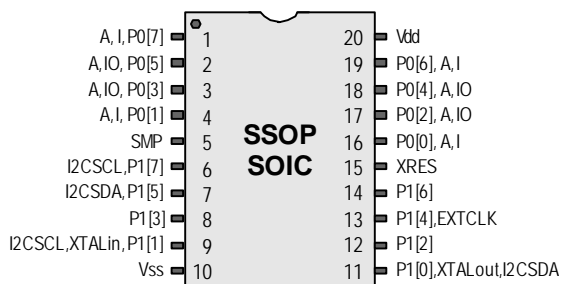 A, I, P0[7] 1 20 Vdd
A, IO, P0[5] 2 19 P0[6], A, I
A, IO, P0[3] 3 18 P0[4], A, IO
A, I, P0[1] 4 17 P0[2], A, IO
SMP 5 SSOP 16 P0[0], A, I
I2CSCL, P1[7] 6 SOIC 15 XRES
I2CSDA, P1[5] 7 14 P1[6]
P1[3] 8 13 P1[4], EXTCLK
I2CSCL, XTALin, P1[1] 9 12 P1[2]
Vss 10 11 P1[0], XTALout, I2CSDA